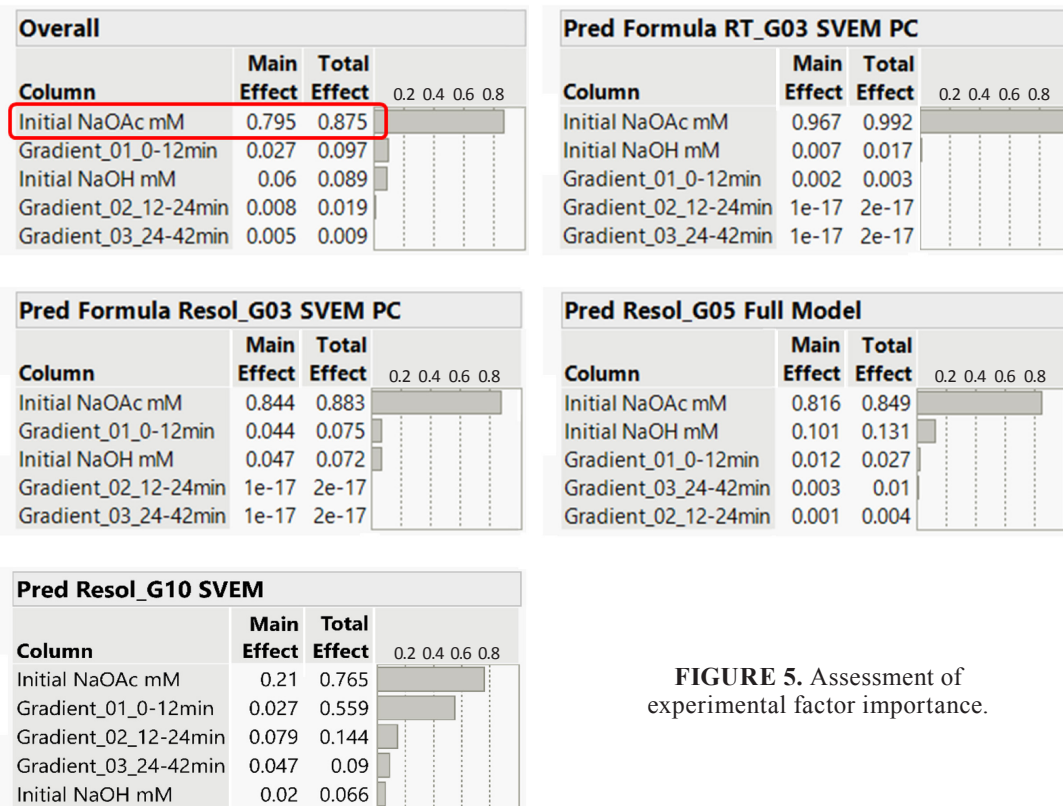 Overall
Main Total
Column Effect Effect 0.2 0.4 0.6 0.8
Initial NaOAc mM 0.795 0.875
Gradient_01_0-12min 0.027 0.097
Initial NaOH mM 0.06 0.089
Gradient_02_12-24min 0.008 0.019
Gradient_03_24-42min 0.005 0.009
Pred Formula RT_G03 SVEM PC
Main Total
Column Effect Effect 0.2 0.4 0.6 0.8
Initial NaOAc mM 0.967 0.992
Initial NaOH mM 0.007 0.017
Gradient_01_0-12min 0.002 0.003
Gradient_02_12-24min 1e-17 2e-17
Gradient_03_24-42min 1e-17 2e-17
Pred Formula Resol_G03 SVEM PC
Main Total
Column Effect Effect 0.2 0.4 0.6 0.8
Initial NaOAc mM 0.844 0.883
Gradient_01_0-12min 0.044 0.075
Initial NaOH mM 0.047 0.072
Gradient_02_12-24min 1e-17 2e-17
Gradient_03_24-42min 1e-17 2e-17
Pred Resol_G05 Full Model
Main Total
Column Effect Effect 0.2 0.4 0.6 0.8
Initial NaOAc mM 0.816 0.849
Initial NaOH mM 0.101 0.131
Gradient_01_0-12min 0.012 0.027
Gradient_03_24-42min 0.003 0.01
Gradient_02_12-24min 0.001 0.004
Pred Resol_G10 SVEM
Main Total
Column Effect Effect 0.2 0.4 0.6 0.8
Initial NaOAc mM 0.21 0.765
Gradient_01_0-12min 0.027 0.559
Gradient_02_12-24min 0.079 0.144
Gradient_03_24-42min 0.047 0.09
Initial NaOH mM 0.02 0.066
FIGURE 5. Assessment of
experimental factor importance.